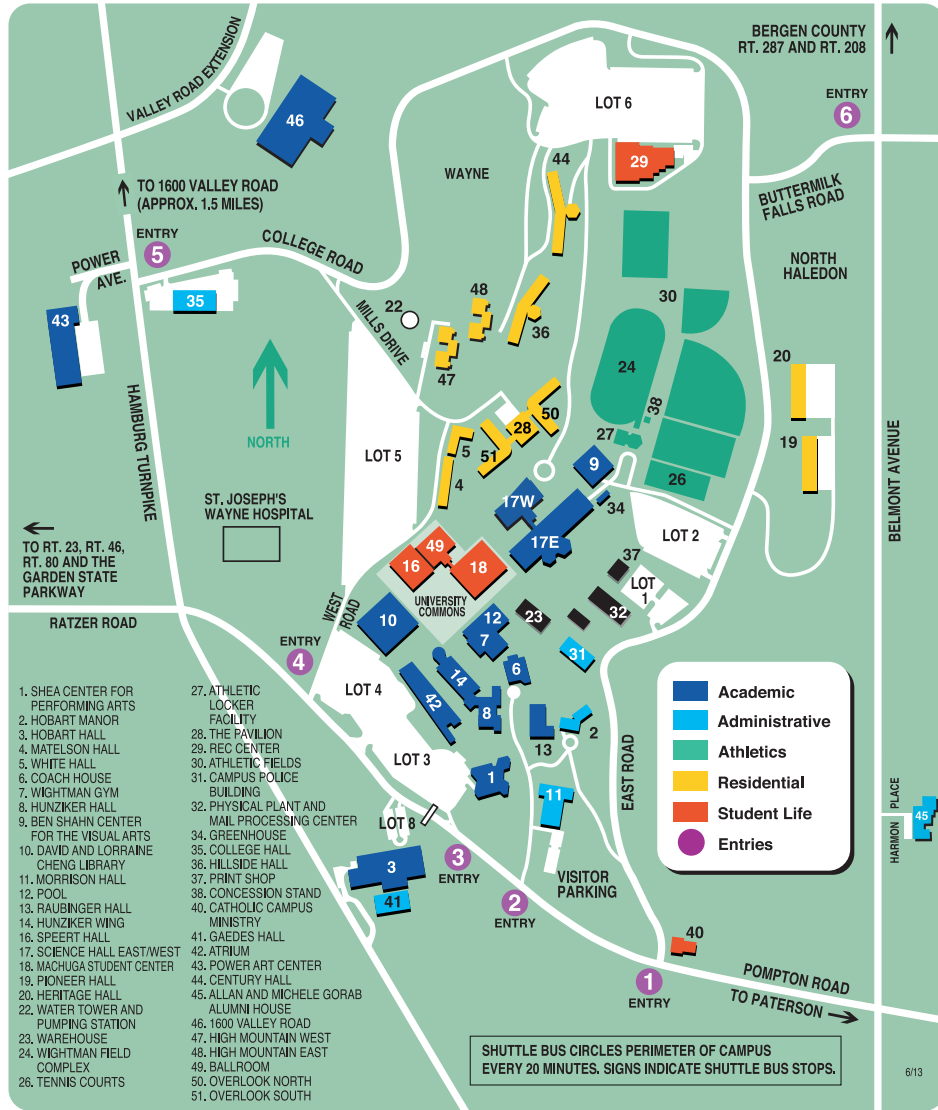 BERGEN COUNTY
RT. 287 AND RT. 208
ENTRY
6
VALLEY ROAD EXTENSION
46
LOT 6
29
44
WAYNE
BUTTERMILK
FALLS ROAD
TO 1600 VALLEY ROAD
(APPROX. 1.5 MILES)
ENTRY
5
COLLEGE ROAD
POWER
AVE.
NORTH
HALEDON
35
43
MILLS DRIVE
22
48
36
47
30
24
38
20
27
19
26
HAMBURG TURNPIKE
NORTH
LOT 5
BELMONT AVENUE
50
28
51
5
4
9
17W
34
17E
LOT 2
ST. JOSEPH'S
WAYNE HOSPITAL
TO RT. 23, RT. 46,
RT. 80 AND THE
GARDEN STATE
PARKWAY
49
16
18
UNIVERSITY
COMMONS
37
LOT
1
32
23
31
WEST
ROAD
10
12
7
RATZER ROAD
ENTRY
4
6
14
42
8
13
2
LOT 4
LOT 3
1
11
EAST ROAD
LOT 8
3
41
3
ENTRY
2
ENTRY
VISITOR
PARKING
40
1
ENTRY
POMPTON ROAD
TO PATERSON
HARMON PLACE
45
Academic
Administrative
Athletics
Residential
Student Life
Entries
1. SHEA CENTER FOR
PERFORMING ARTS
2. HOBART MANOR
3. HOBART HALL
4. MATELSON HALL
5. WHITE HALL
6. COACH HOUSE
7. WIGHTMAN GYM
8. HUNZIKER HALL
9. BEN SHAHN CENTER
FOR THE VISUAL ARTS
10. DAVID AND LORRAINE
CHENG LIBRARY
11. MORRISON HALL
12. POOL
13. RAUBINGER HALL
14. HUNZIKER WING
16. SPEERT HALL
17. SCIENCE HALL EAST/WEST
18. MACHUGA STUDENT CENTER
19. PIONEER HALL
20. HERITAGE HALL
22. WATER TOWER AND
PUMPING STATION
23. WAREHOUSE
24. WIGHTMAN FIELD
COMPLEX
26. TENNIS COURTS
27. ATHLETIC
LOCKER
FACILITY
28. THE PAVILION
29. REC CENTER
30. ATHLETIC FIELDS
31. CAMPUS POLICE
BUILDING
32. PHYSICAL PLANT AND
MAIL PROCESSING CENTER
34. GREENHOUSE
35. COLLEGE HALL
36. HILLSIDE HALL
37. PRINT SHOP
38. CONCESSION STAND
40. CATHOLIC CAMPUS
MINISTRY
41. GAEDES HALL
42. ATRIUM
43. POWER ART CENTER
44. CENTURY HALL
45. ALLAN AND MICHELE GORAB
ALUMNI HOUSE
46. 1600 VALLEY ROAD
47. HIGH MOUNTAIN WEST
48. HIGH MOUNTAIN EAST
49. BALLROOM
50. OVERLOOK NORTH
51. OVERLOOK SOUTH
SHUTTLE BUS CIRCLES PERIMETER OF CAMPUS
EVERY 20 MINUTES. SIGNS INDICATE SHUTTLE BUS STOPS.
6/13